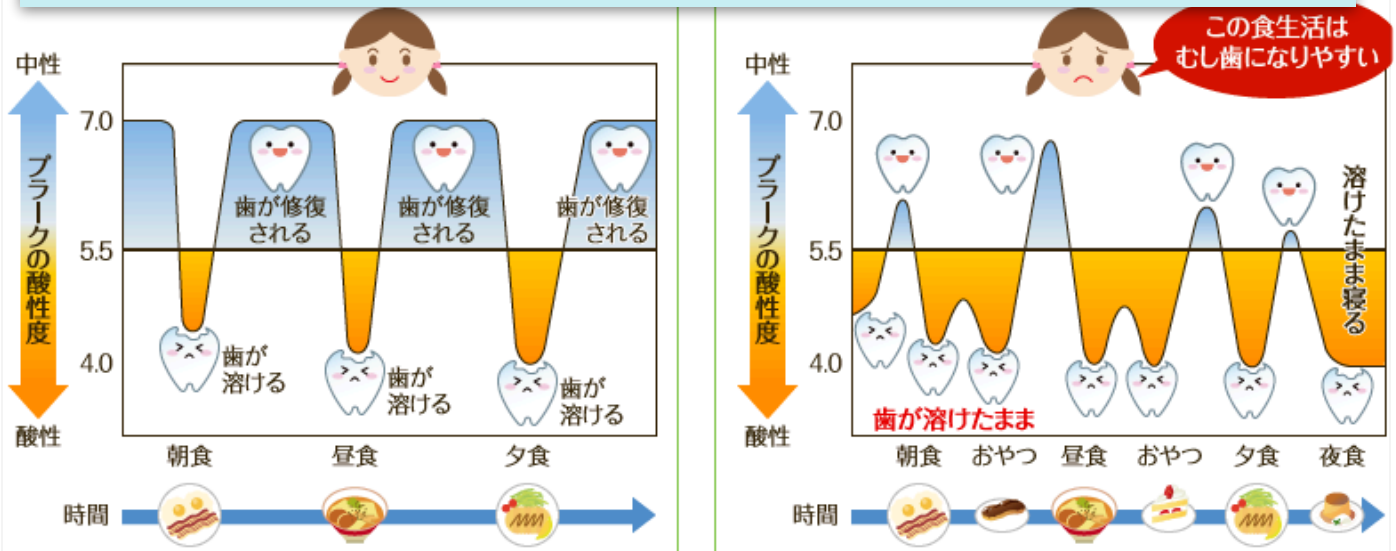 中性
7.0
5.5
4.0
酸性
プラークの酸性度
歯が修復
される
歯が修復
される
歯が修復
される
歯が
溶ける
歯が
溶ける
歯が
溶ける
朝食
昼食
夕食
時間
この食生活は
むし歯になりやすい
中性
7.0
5.5
4.0
酸性
プラークの酸性度
溶けたまま寝る
歯が溶けたまま
朝食
おやつ
昼食
おやつ
夕食
夜食
時間